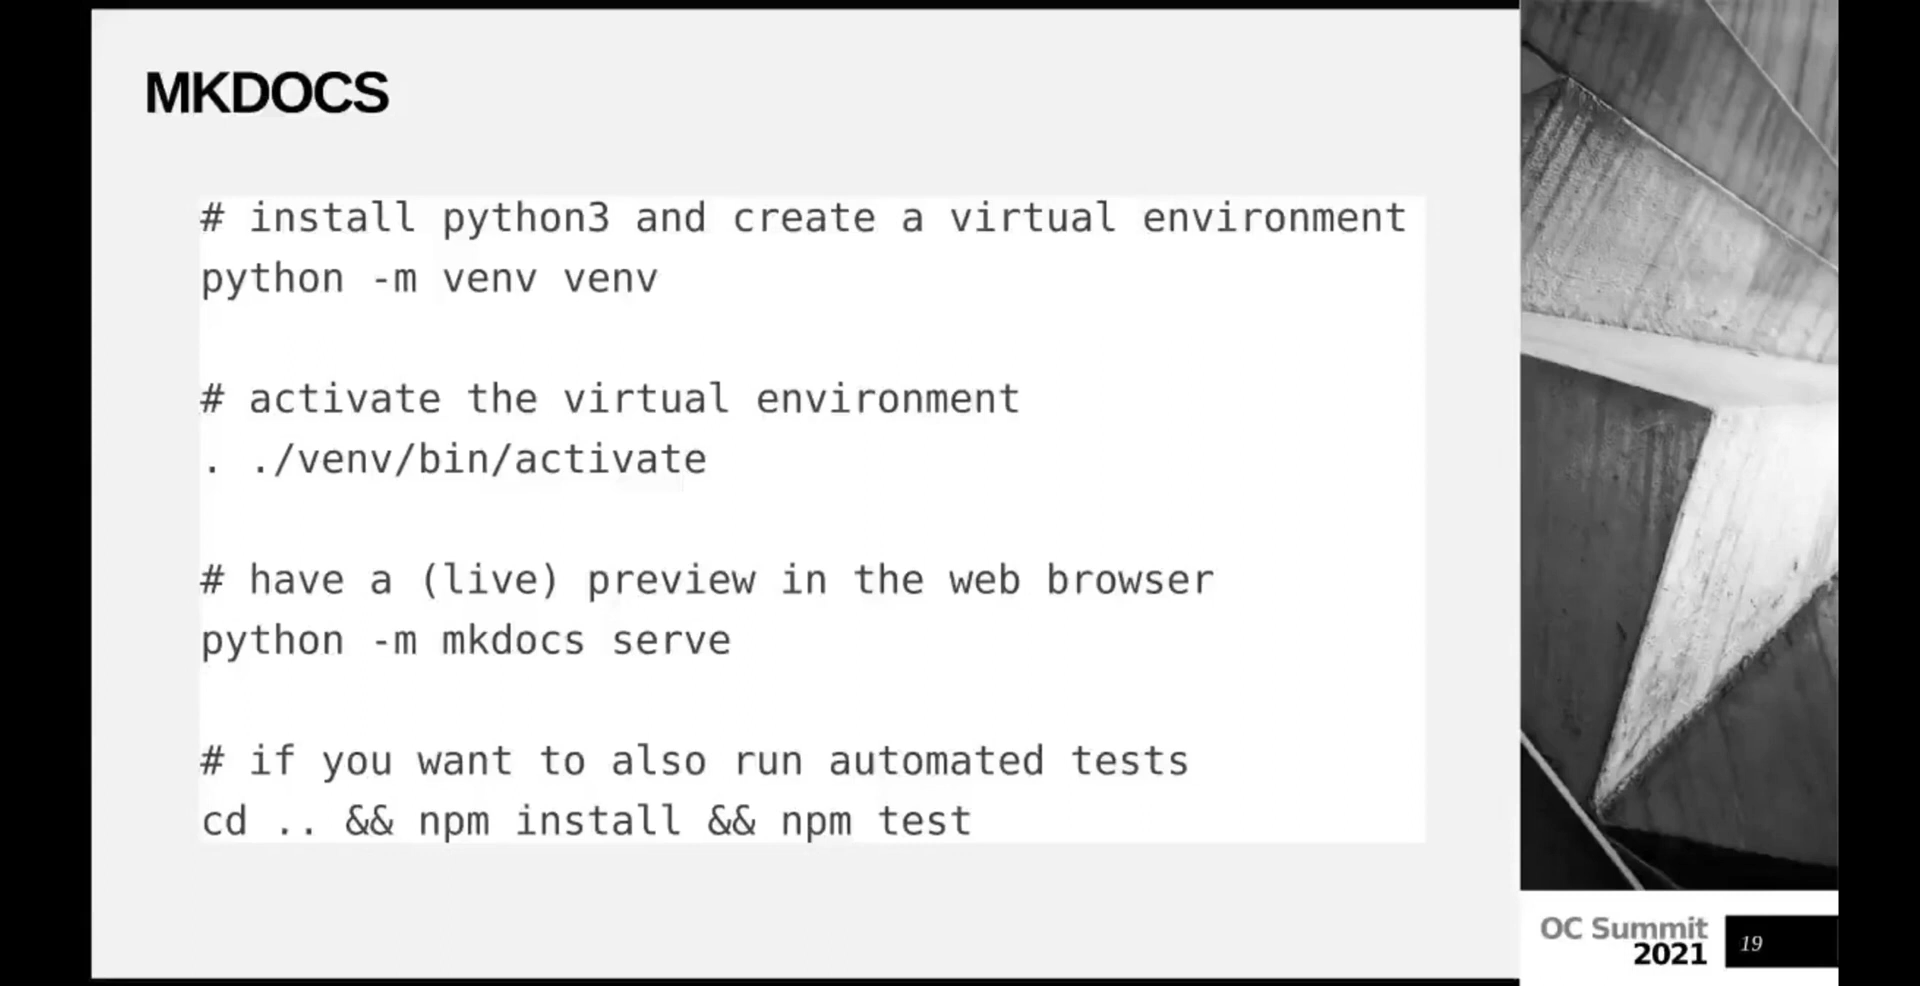 MKDOCS
# install python3 and create a virtual environment
python -m venv venv
# activate the virtual environment
. ./venv/bin/activate
# have a (live) preview in the web browser
python -m mkdocs serve
# if you want to also run automated tests
cd .. && npm install && npm test
OC Summit
2021
19